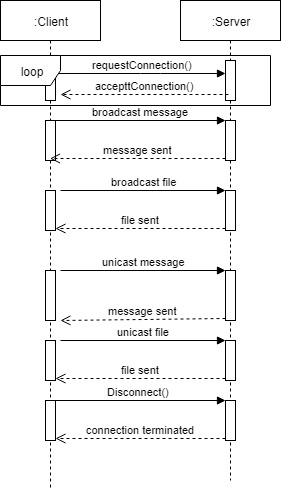 :Client
:Server
loop
requestConnection()
accepttConnection()
broadcast message
message sent
broadcast file
file sent
unicast message
message sent
unicast file
file sent
Disconnect()
connection terminated